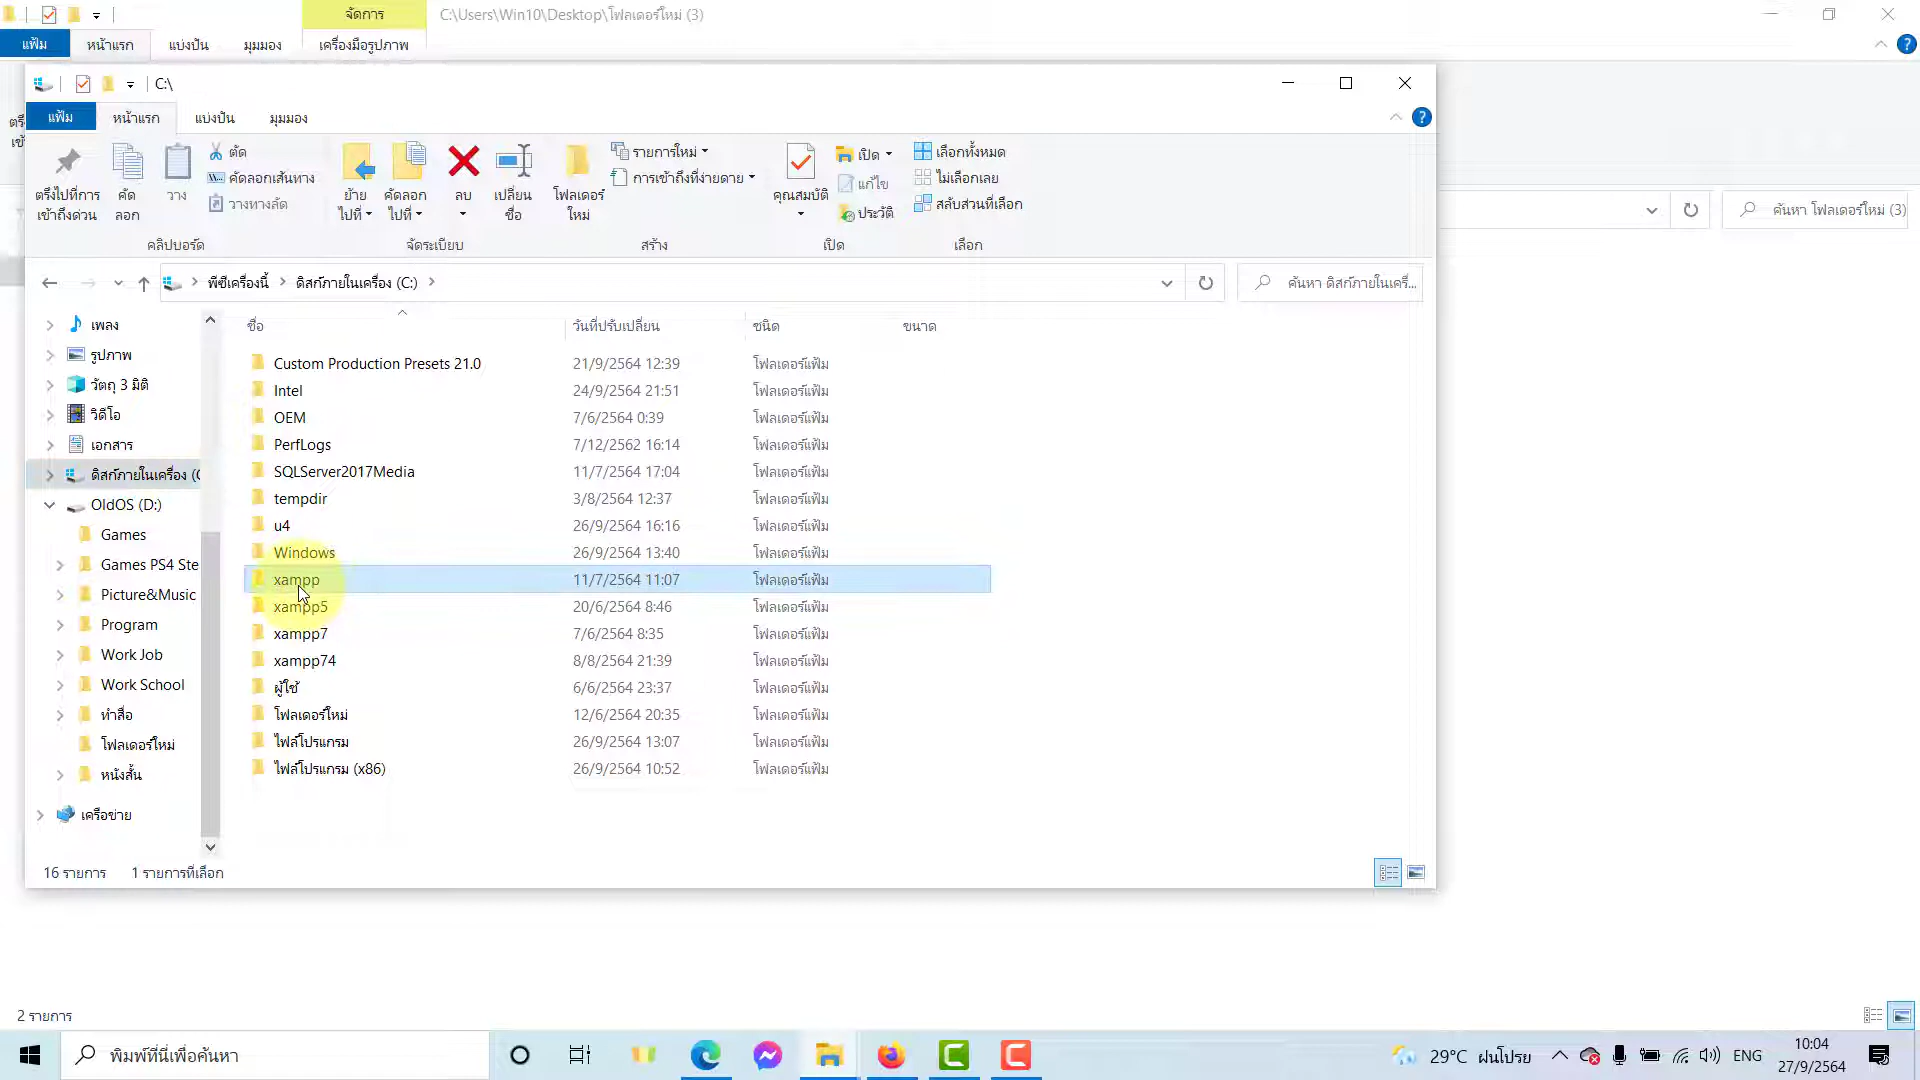 จัดการ
C:\Users\Win10\Desktop\โฟลเดอร์ใหม่ (3)
แฟ้ม
หน้าแรก
แบ่งปัน
มุมมอง
เครื่องมือรูปภาพ
C:\
แฟ้ม
หน้าแรก
แบ่งปัน
มุมมอง
ตรึงไปที่การ
เข้าถึงด่วน
คัด
ลอก
วาง
ตัด
คัดลอกเส้นทาง
วางทางลัด
คลิปบอร์ด
ย้าย
ไปที่
คัดลอก
ไปที่
ลบ
เปลี่ยน
ชื่อ
จัดระเบียบ
โฟลเดอร์
ใหม่
รายการใหม่
การเข้าถึงที่ง่ายดาย
สร้าง
คุณสมบัติ
เปิด
แก้ไข
ประวัติ
เปิด
เลือกทั้งหมด
ไม่เลือกเลย
สลับส่วนที่เลือก
เลือก
ค้นหา โฟลเดอร์ใหม่ (3)
พีซีเครื่องนี้
ดิสก์ภายในเครื่อง (C:)
ค้นหา ดิสก์ภายในเครื่...
เพลง
รูปภาพ
วัตถุ 3 มิติ
วิดีโอ
เอกสาร
ดิสก์ภายในเครื่อง (
OldOS (D:)
Games
Games PS4 Ste
Picture&Music
Program
Work Job
Work School
ทำสื่อ
โฟลเดอร์ใหม่
หนังสั้น
เครือข่าย
ชื่อ วันที่ปรับเปลี่ยน ชนิด ขนาด
Custom Production Presets 21.0 21/9/2564 12:39 โฟลเดอร์แฟ้ม
Intel 24/9/2564 21:51 โฟลเดอร์แฟ้ม
OEM 7/6/2564 0:39 โฟลเดอร์แฟ้ม
PerfLogs 7/12/2562 16:14 โฟลเดอร์แฟ้ม
SQLServer2017Media 11/7/2564 17:04 โฟลเดอร์แฟ้ม
tempdir 3/8/2564 12:37 โฟลเดอร์แฟ้ม
u4 26/9/2564 16:16 โฟลเดอร์แฟ้ม
Windows 26/9/2564 13:40 โฟลเดอร์แฟ้ม
xampp 11/7/2564 11:07 โฟลเดอร์แฟ้ม
xampp5 20/6/2564 8:46 โฟลเดอร์แฟ้ม
xampp7 7/6/2564 8:35 โฟลเดอร์แฟ้ม
xampp74 8/8/2564 21:39 โฟลเดอร์แฟ้ม
ผู้ใช้ 6/6/2564 23:37 โฟลเดอร์แฟ้ม
โฟลเดอร์ใหม่ 12/6/2564 20:35 โฟลเดอร์แฟ้ม
ไฟล์โปรแกรม 26/9/2564 13:07 โฟลเดอร์แฟ้ม
ไฟล์โปรแกรม (x86) 26/9/2564 10:52 โฟลเดอร์แฟ้ม
16 รายการ 1 รายการที่เลือก
2 รายการ
พิมพ์ที่นี่เพื่อค้นหา
29°C ฝนโปรย
ENG
10:04
27/9/2564